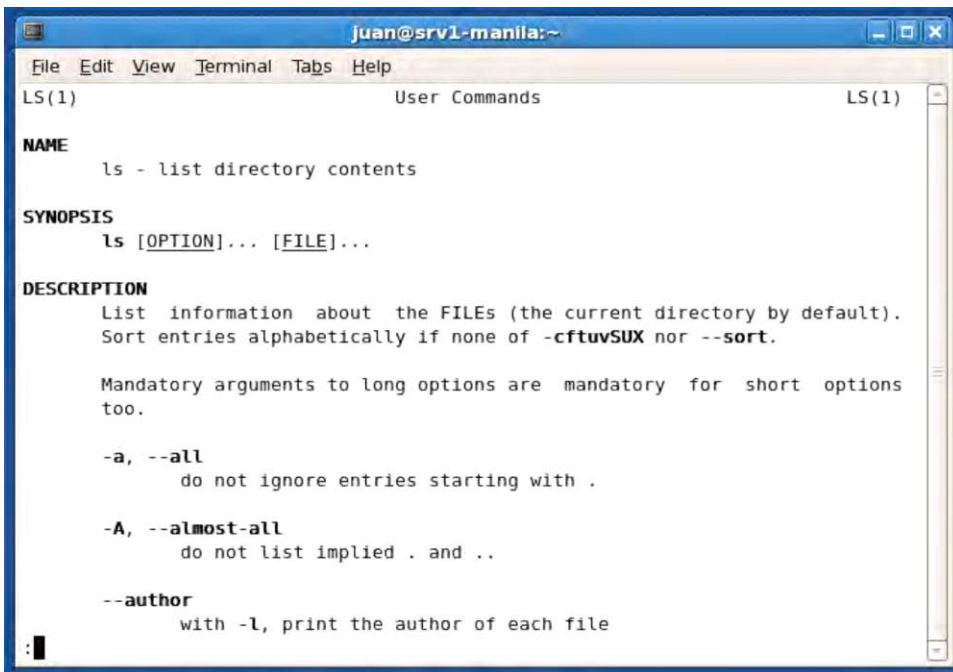 juan@srv1-manila:~
File Edit View Terminal Tabs Help
LS(1) User Commands LS(1)
NAME
ls - list directory contents
SYNOPSIS
ls [OPTION]... [FILE]...
DESCRIPTION
List information about the FILEs (the current directory by default).
Sort entries alphabetically if none of -cftuvSUX nor --sort.
Mandatory arguments to long options are mandatory for short options
too.
-a, --all
do not ignore entries starting with .
-A, --almost-all
do not list implied . and ..
--author
with -l, print the author of each file
: